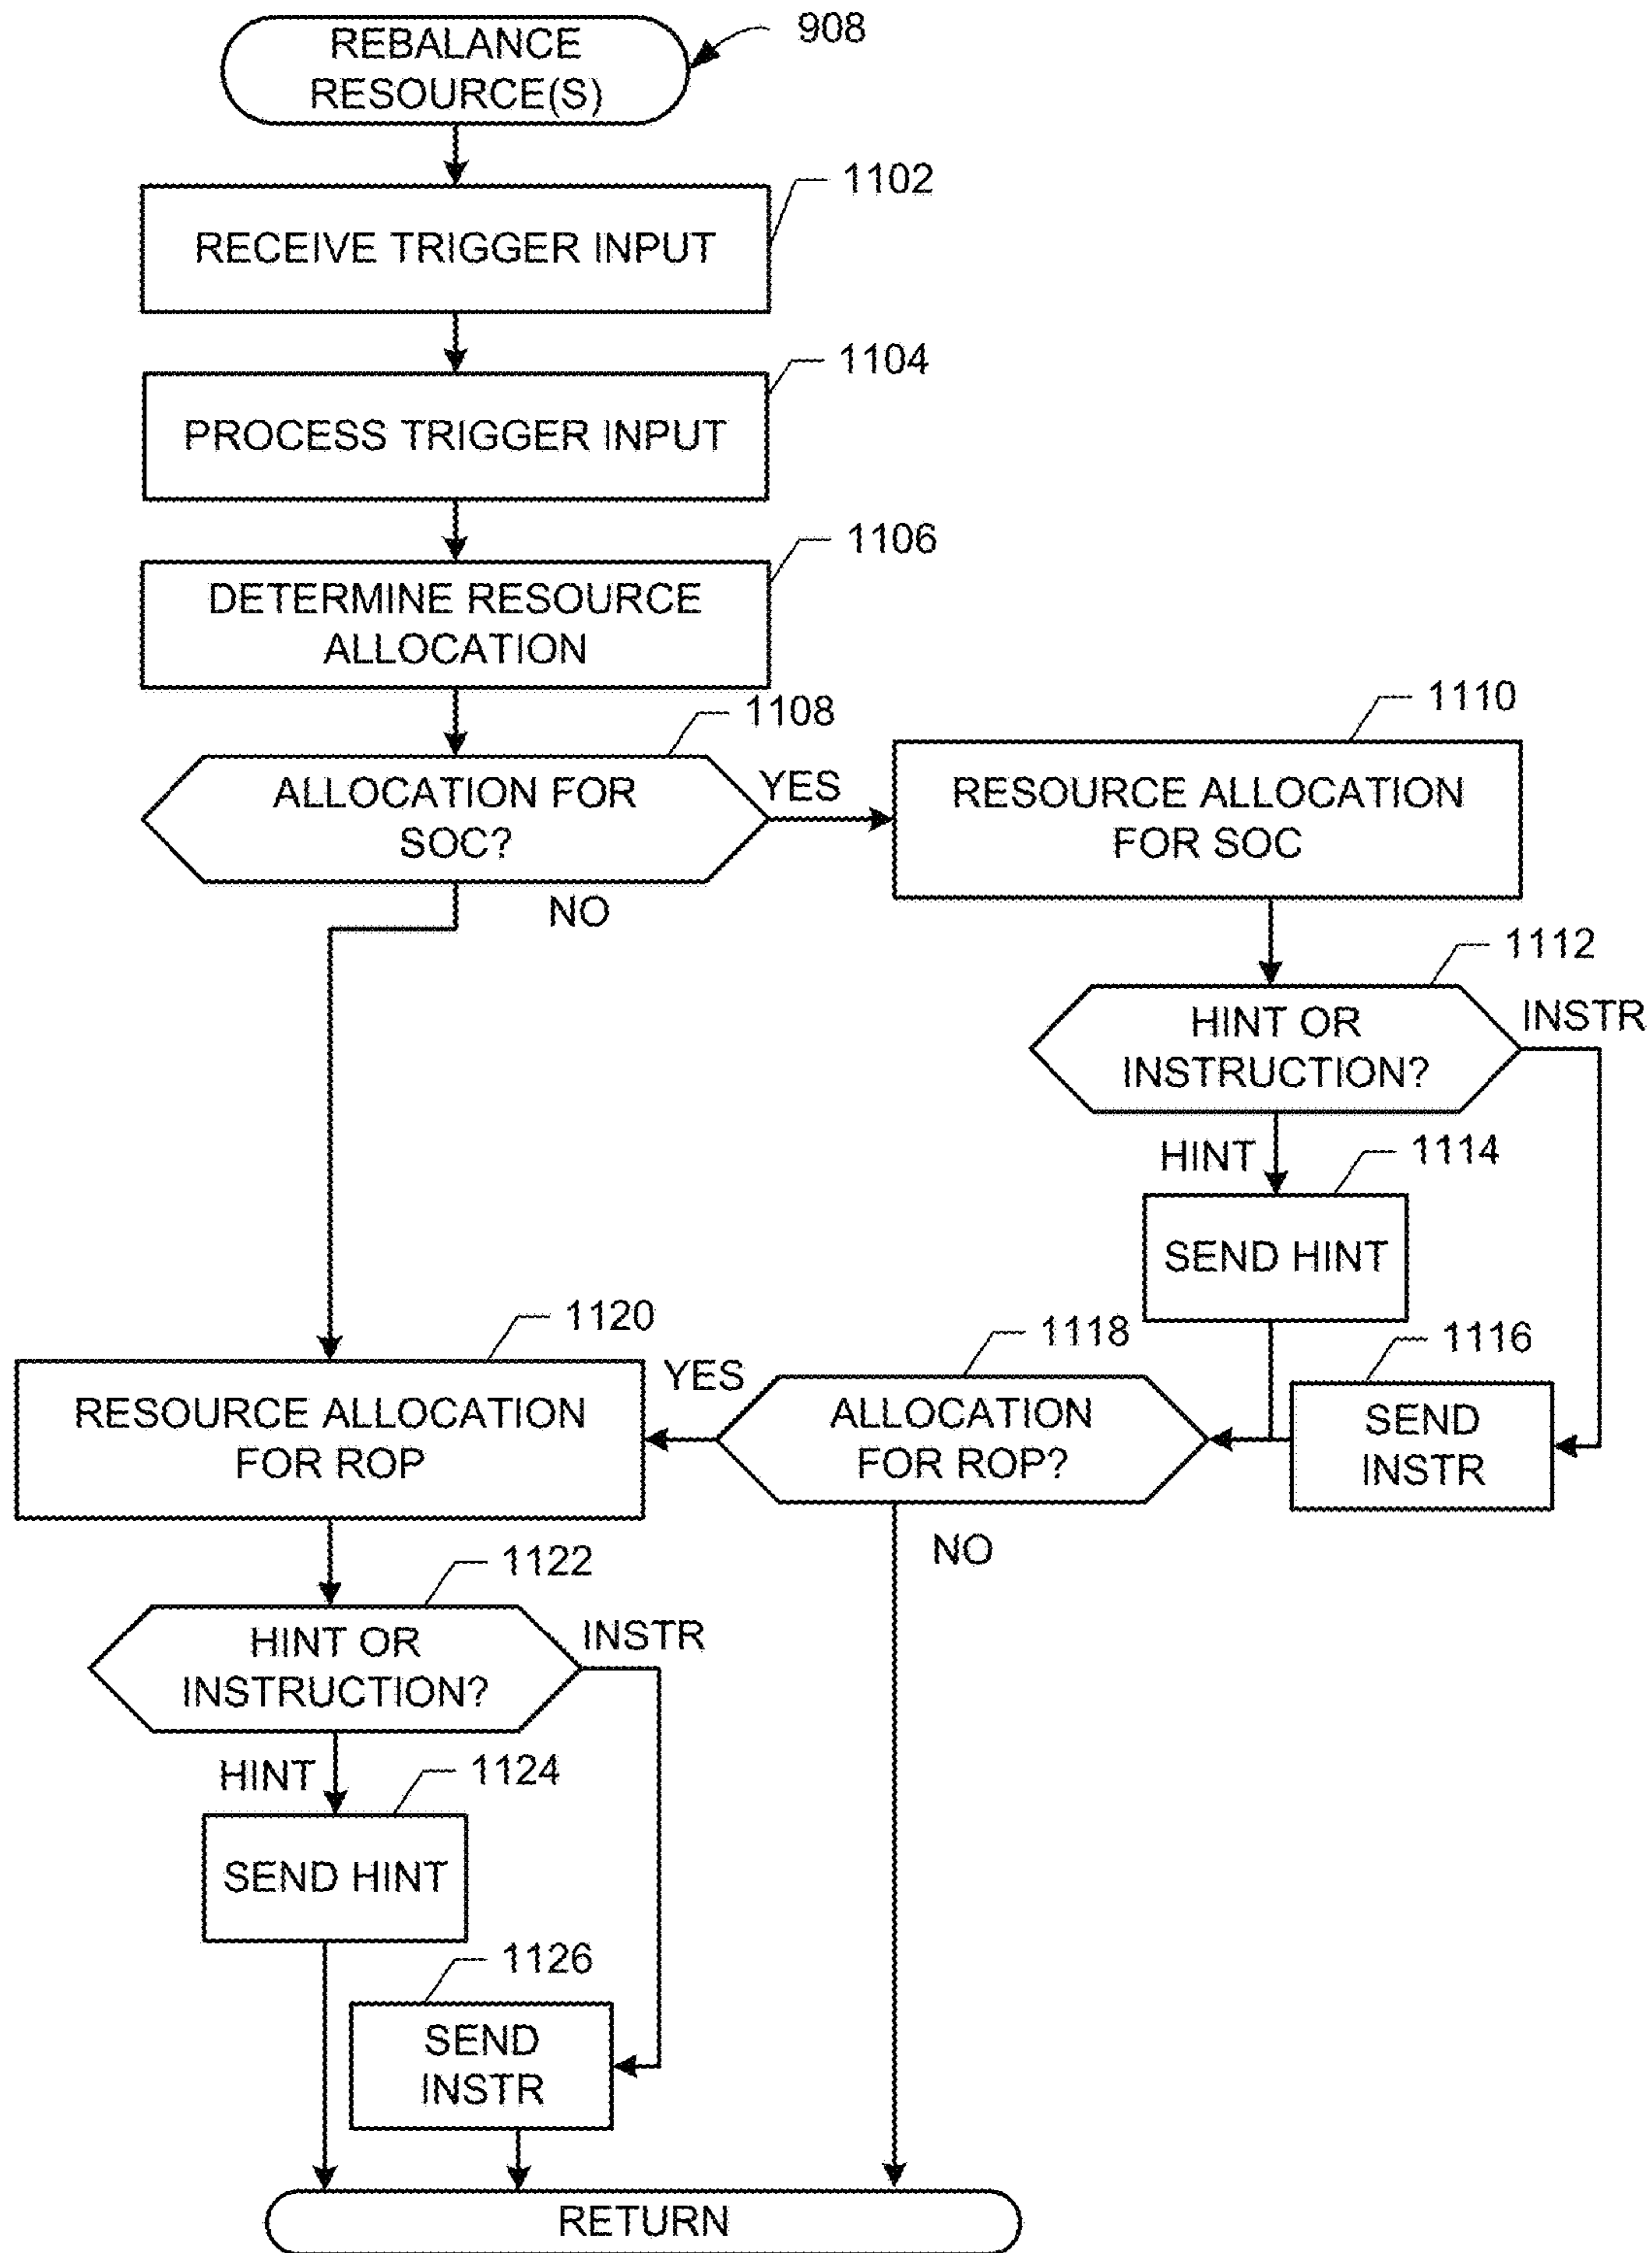 REBALANCE
RESOURCE(S)
908
1102
RECEIVE TRIGGER INPUT
1104
PROCESS TRIGGER INPUT
1106
DETERMINE RESOURCE
ALLOCATION
1108
ALLOCATION FOR
SOC?
YES
NO
1110
RESOURCE ALLOCATION
FOR SOC
1112
HINT OR
INSTRUCTION?
INSTR
HINT
1114
SEND HINT
1116
SEND
INSTR
1118
ALLOCATION
FOR ROP?
YES
NO
1120
RESOURCE ALLOCATION
FOR ROP
1122
HINT OR
INSTRUCTION?
INSTR
HINT
1124
SEND HINT
1126
SEND
INSTR
RETURN